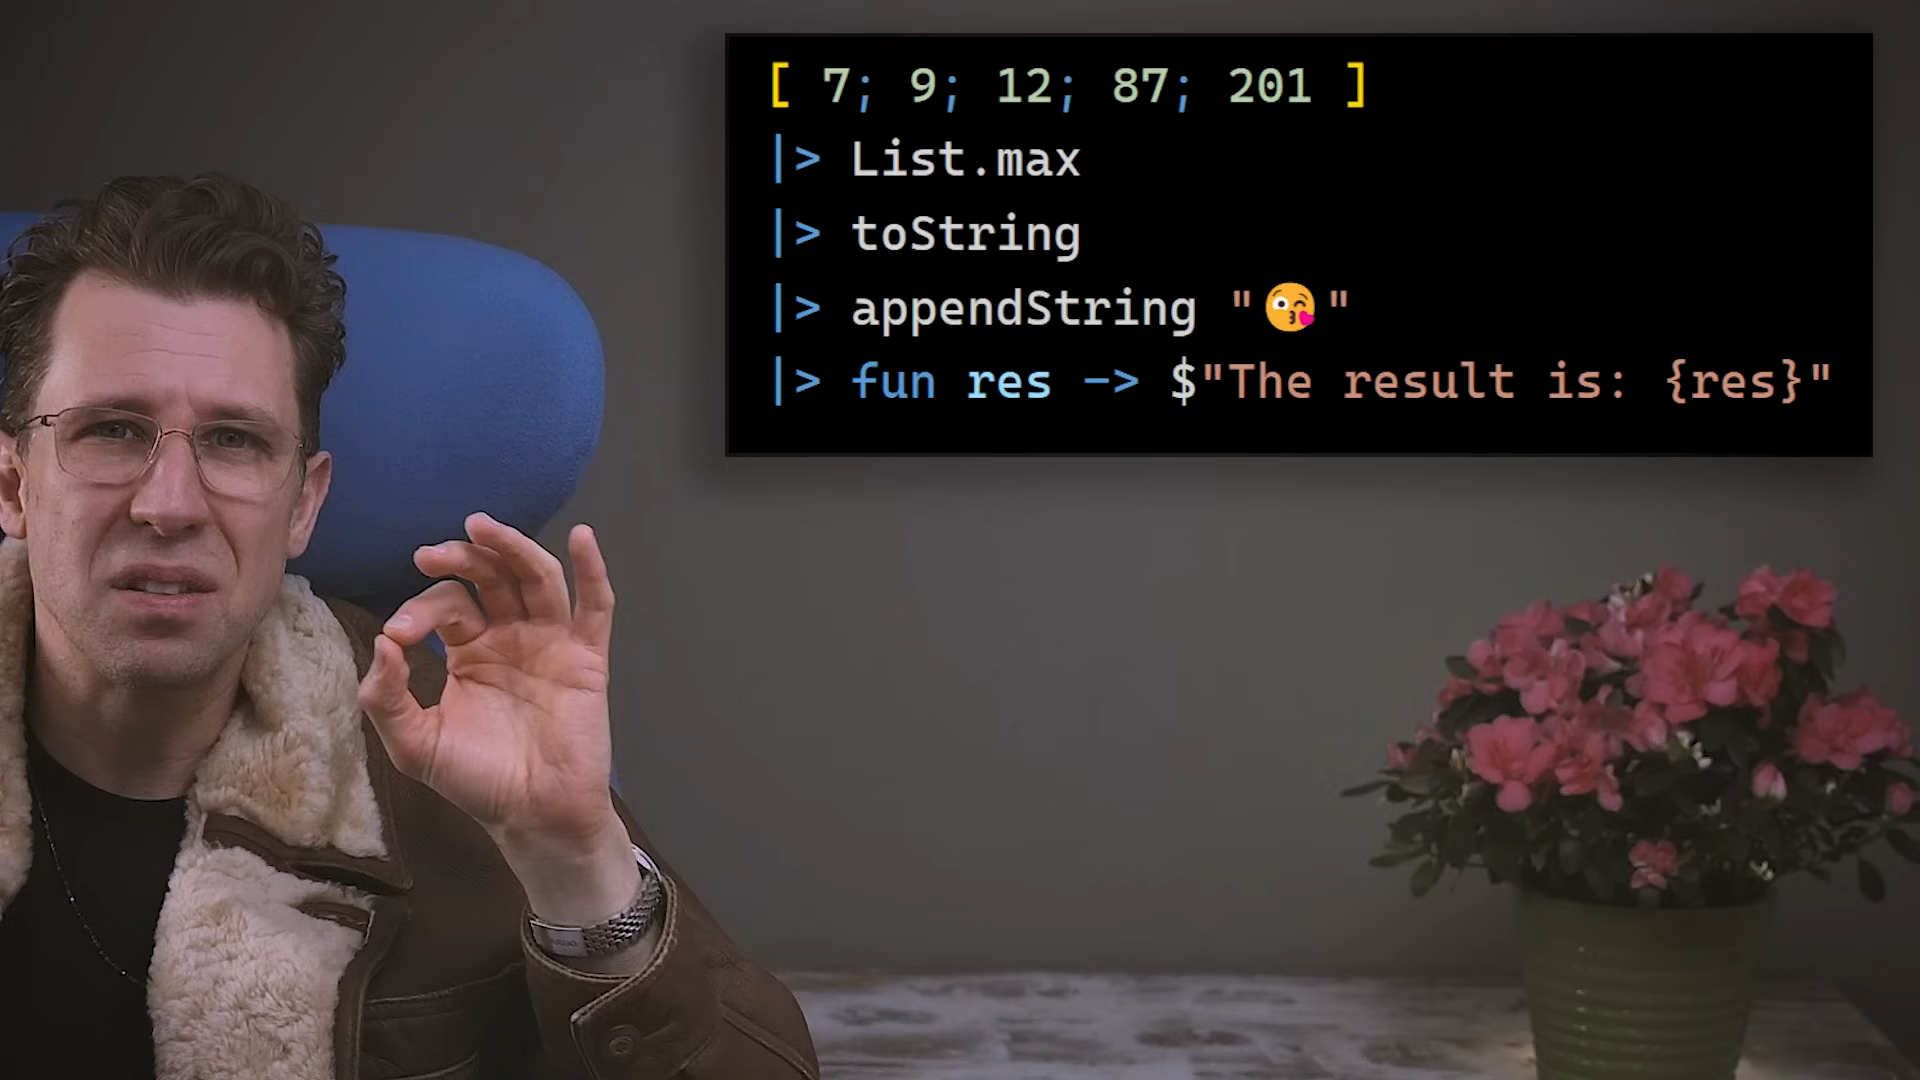 [ 7; 9; 12; 87; 201 ]
|> List.max
|> toString
|> appendString "😘"
|> fun res -> $"The result is: {res}"